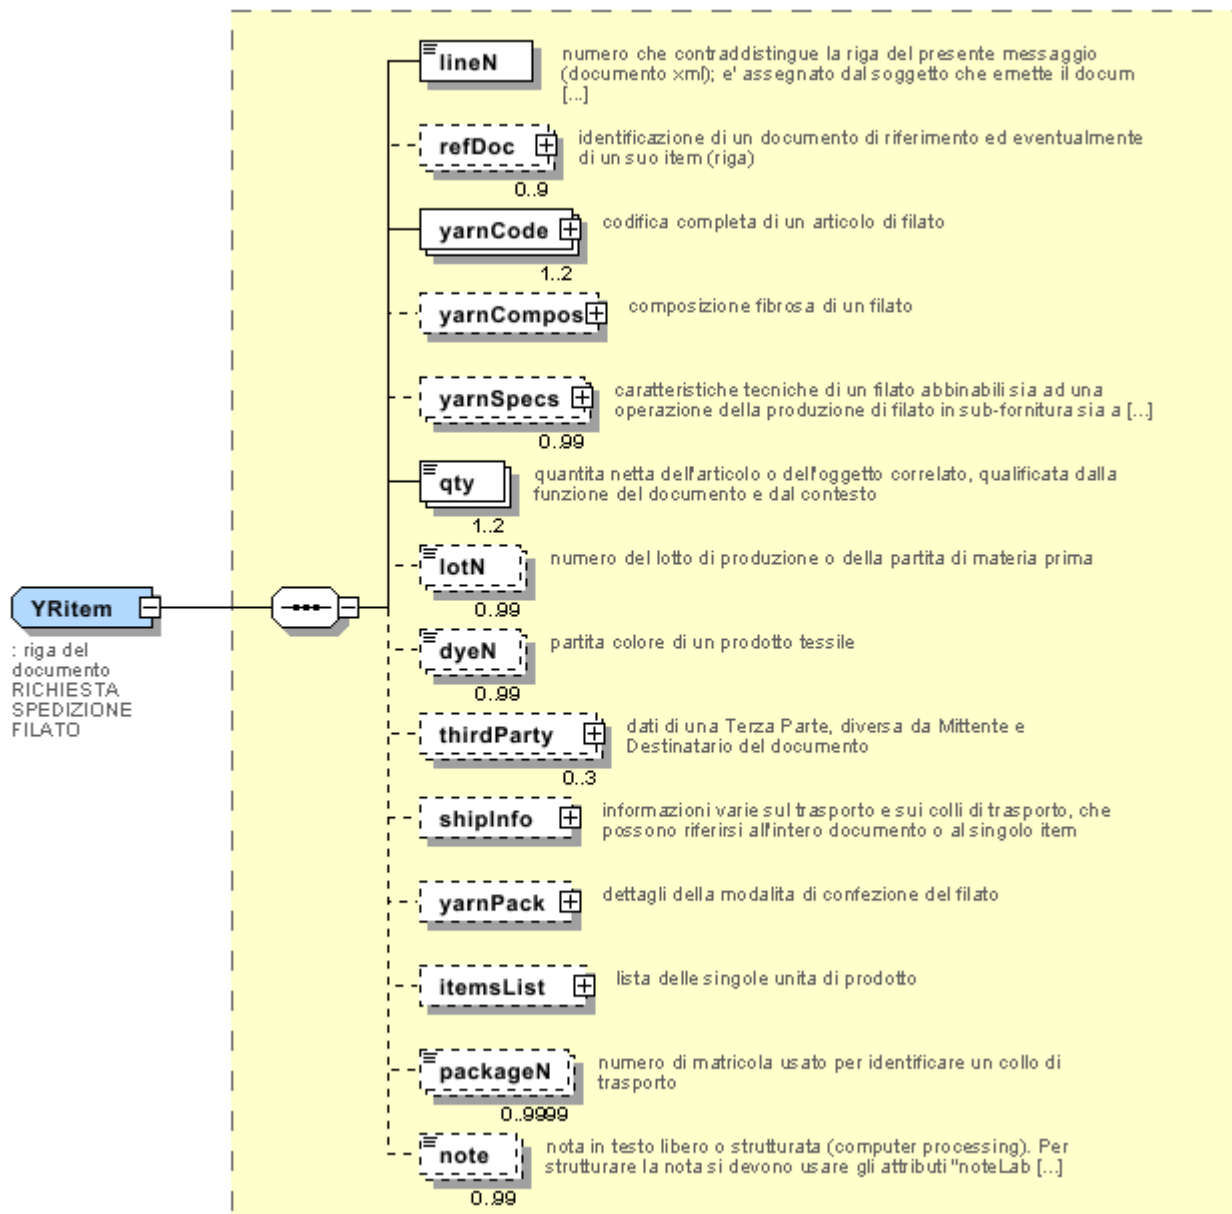 lineN
numero che contraddistingue la riga del presente messaggio
(documento xml); e' assegnato dal soggetto che emette il docum
[...]
refDoc
identificazione di un documento di riferimento ed eventualmente
di un suo item (riga)
0..9
yarnCode
codifica completa di un articolo di filato
1..2
yarnCompos
composizione fibrosa di un filato
yarnSpecs
caratteristiche tecniche di un filato abbinabili sia ad una
operazione della produzione di filato in sub-fornitura sia a [...]
0..99
qty
quantita netta dell'articolo o dell'oggetto correlato, qualificata dalla
funzione del documento e dal contesto
1..2
lotN
numero del lotto di produzione o della partita di materia prima
0..99
YRitem
: riga del
documento
RICHIESTA
SPEDIZIONE
FILATO
dyeN
partita colore di un prodotto tessile
0..99
thirdParty
dati di una Terza Parte, diversa da Mittente e
Destinatario del documento
0..3
shipInfo
informazioni varie sul trasporto e sui colli di trasporto, che
possono riferirsi all'intero documento o al singolo item
yarnPack
dettagli della modalita di confezione del filato
itemsList
lista delle singole unita di prodotto
packageN
numero di matricola usato per identificare un collo di
trasporto
0..9999
note
nota in testo libero o strutturata (computer processing). Per
strutturare la nota si devono usare gli attributi "noteLab [...]
0..99